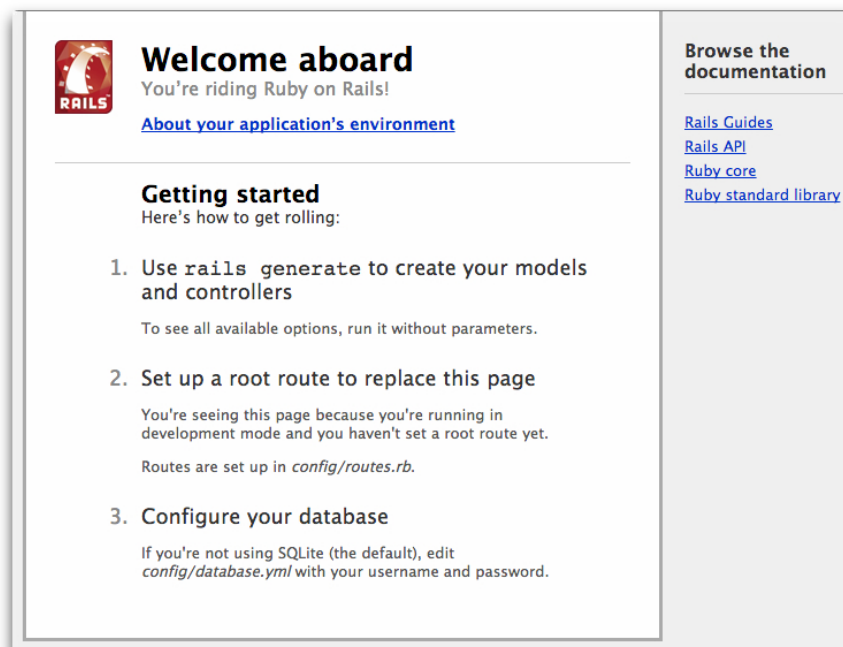 RAILS
Welcome aboard
You're riding Ruby on Rails!
About your application's environment
Getting started
Here's how to get rolling:
1. Use rails generate to create your models
and controllers
To see all available options, run it without parameters.
2. Set up a root route to replace this page
You're seeing this page because you're running in
development mode and you haven't set a root route yet.
Routes are set up in config/routes.rb.
3. Configure your database
If you're not using SQLite (the default), edit
config/database.yml with your username and password.
Browse the
documentation
Rails Guides
Rails API
Ruby core
Ruby standard library